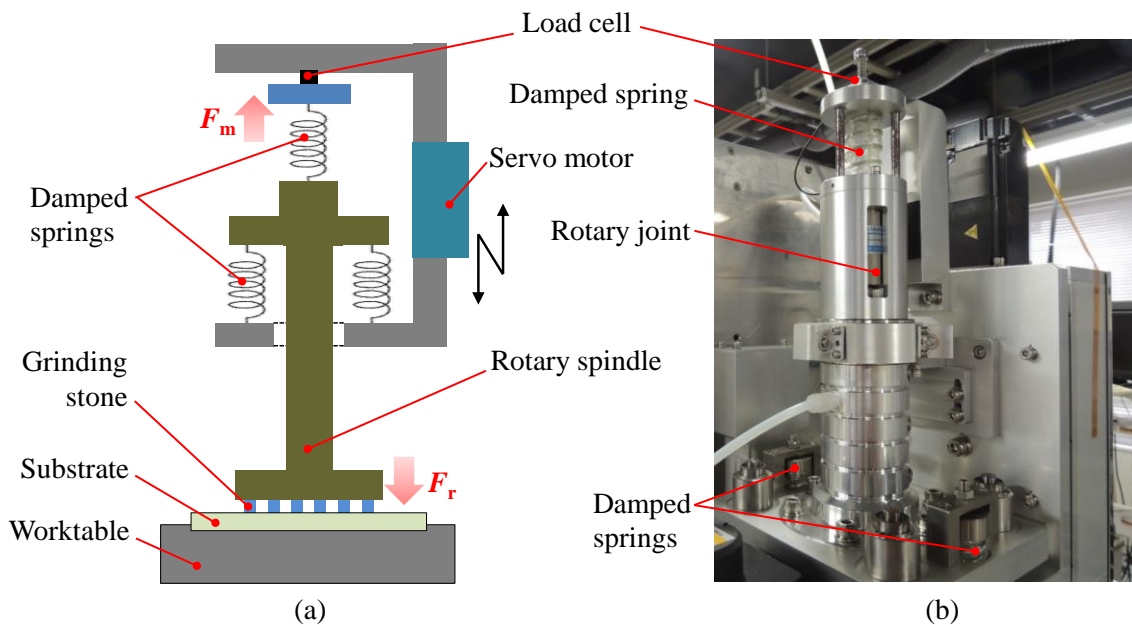 Load cell
Damped spring
F_m
Servo motor
Damped
springs
Rotary joint
Grinding
stone
Rotary spindle
Substrate
F_r
Damped
springs
Worktable
(a)
(b)